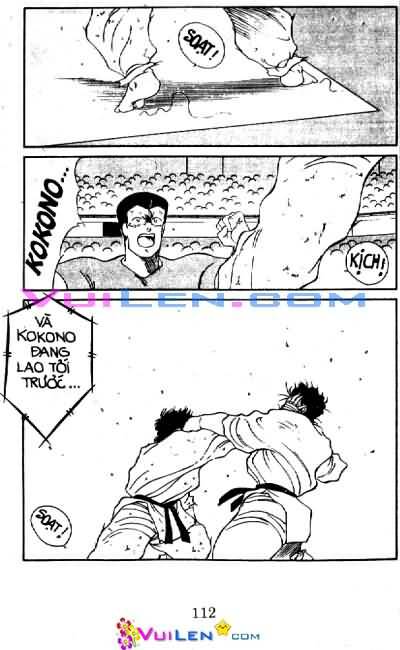 SOẠT!
KOKONO...
KỊCH!
VUILEN.COM
VÀ
KOKONO
ĐANG
LAO TỚI
TRƯỚC...
SOẠT!
112
VUILEN.COM